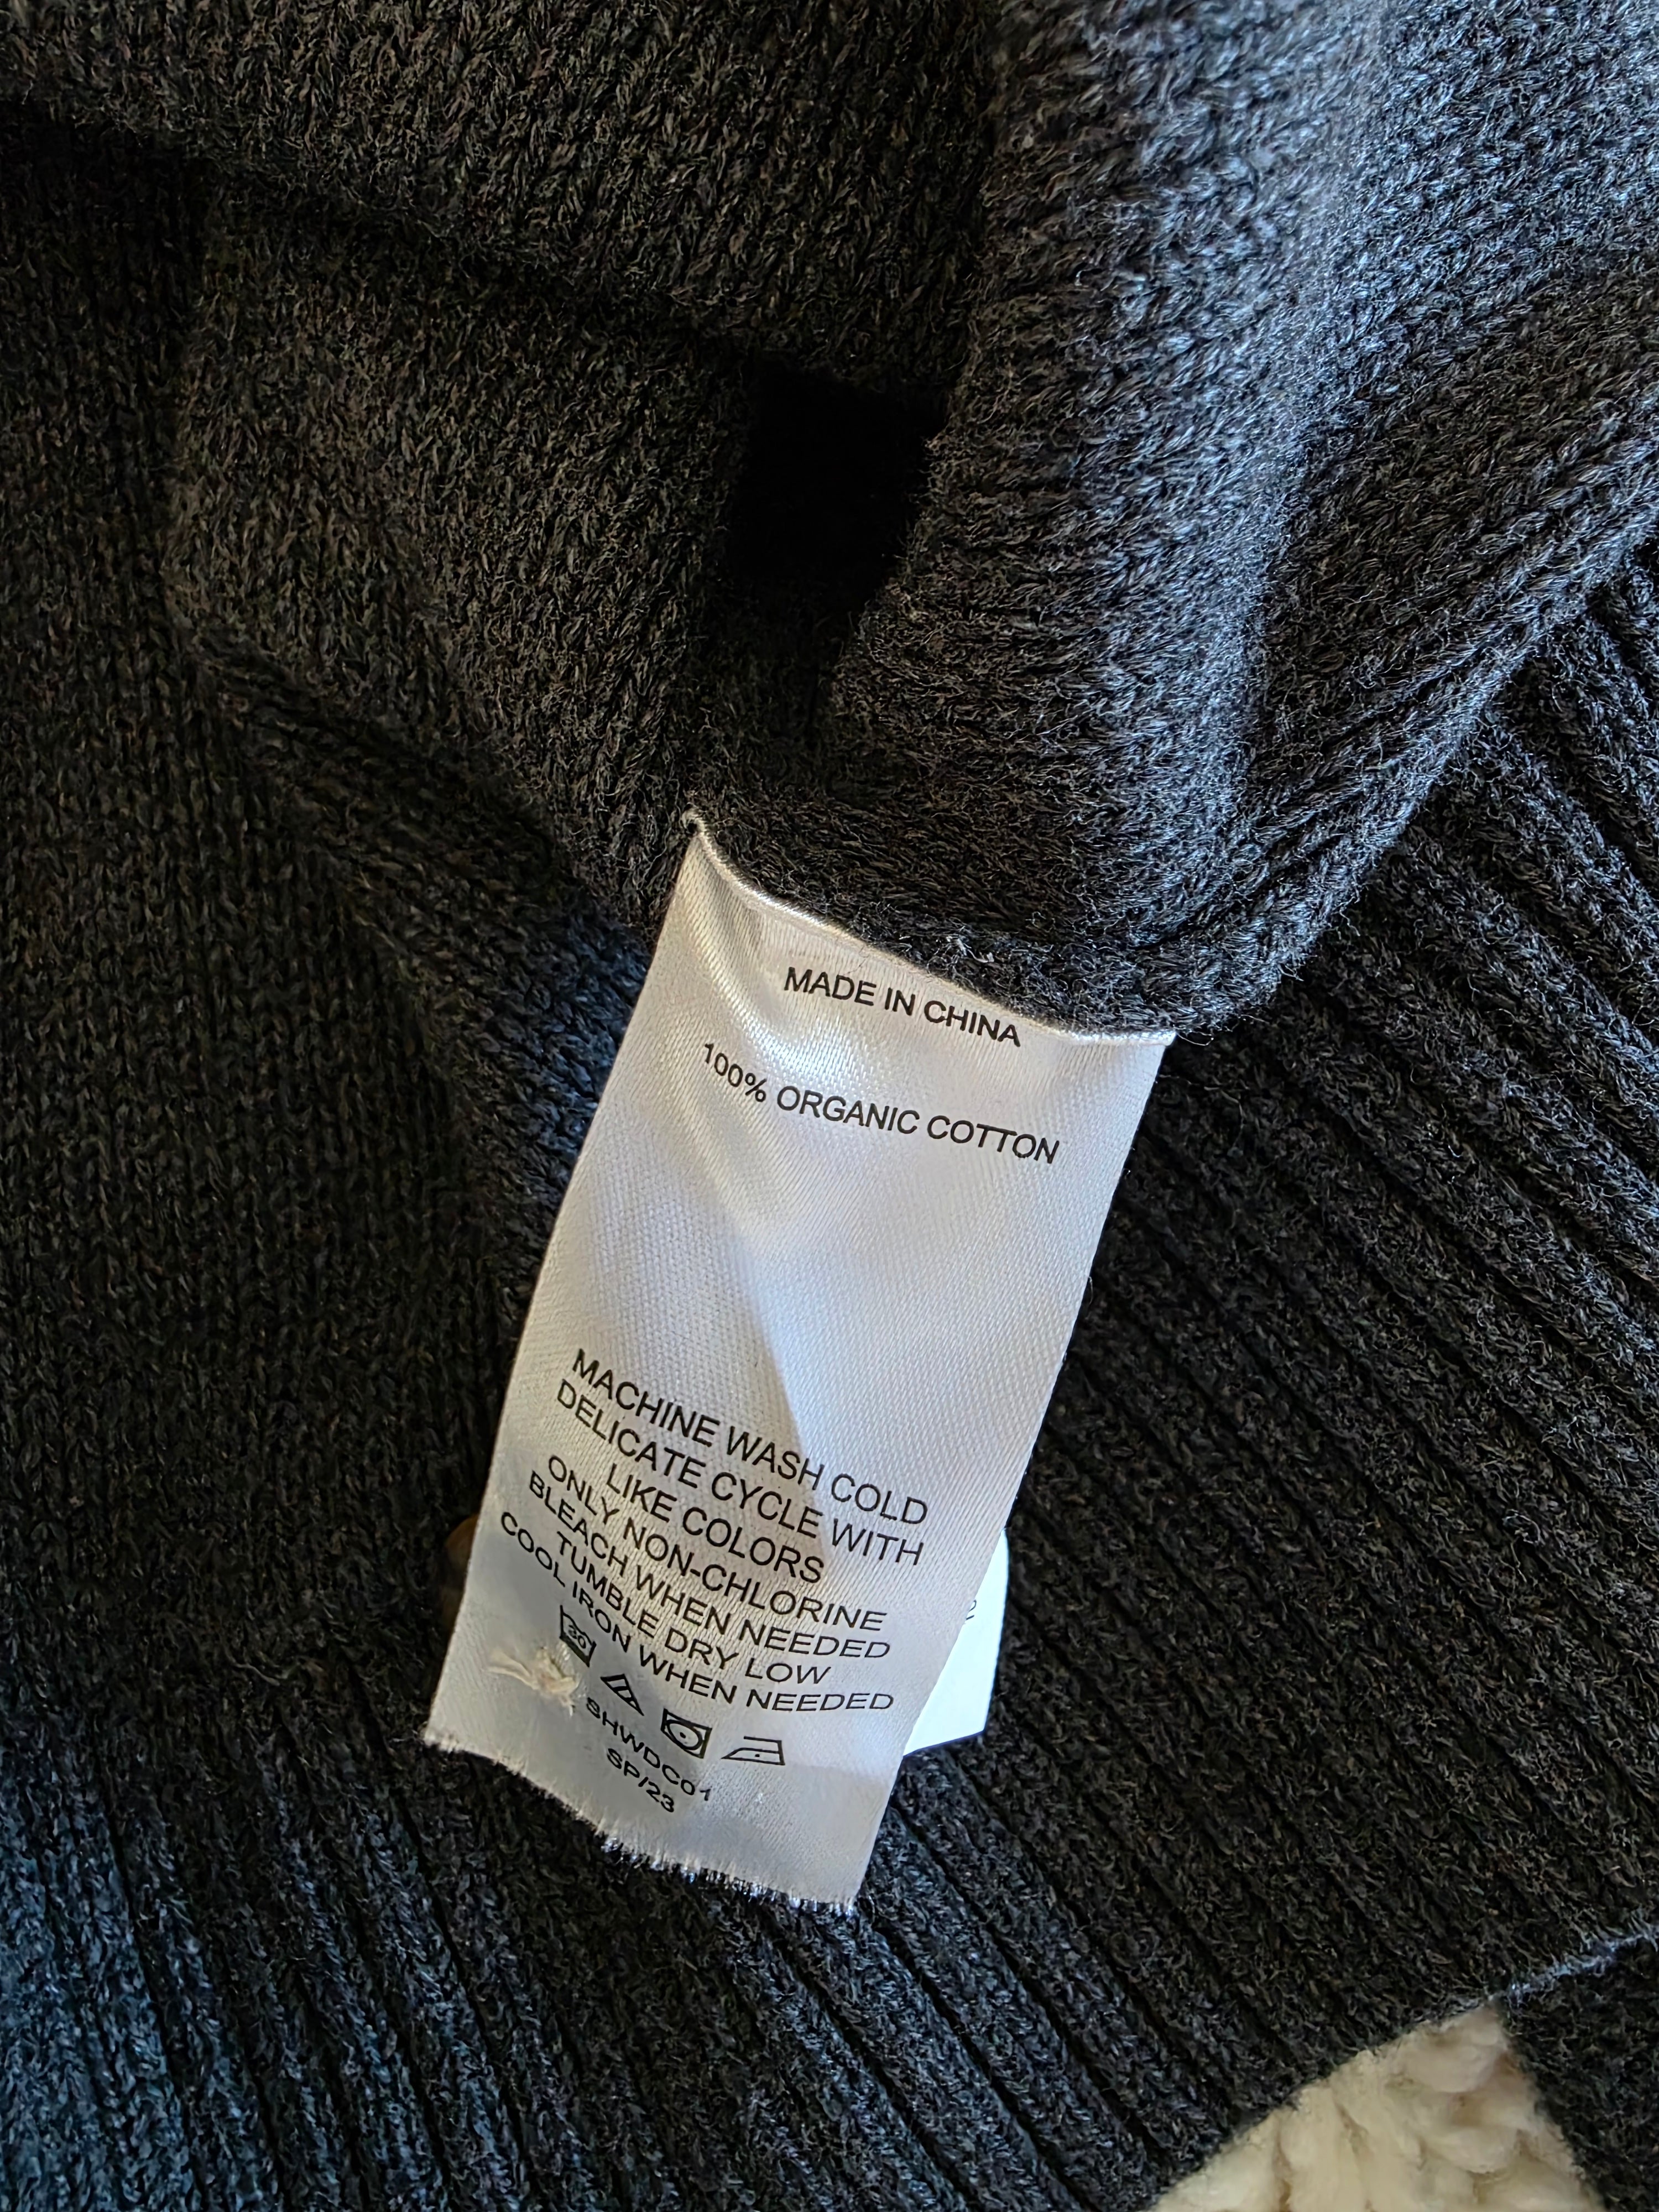 MADE IN CHINA
100% ORGANIC COTTON
MACHINE WASH COLD
DELICATE CYCLE WITH
LIKE COLORS
ONLY NON-CHLORINE
BLEACH WHEN NEEDED
TUMBLE DRY LOW
COOL IRON WHEN NEEDED
30
SHWDC01
SP/23